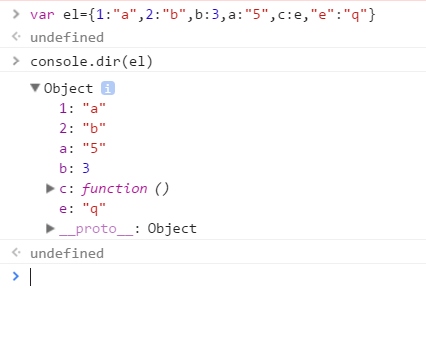 > var el={1:"a",2:"b",b:3,a:"5",c:e,"e":"q"}
< undefined
> console.dir(el)
▼Object i
1: "a"
2: "b"
a: "5"
b: 3
▶c: function ()
e: "q"
▶__proto__: Object
< undefined
>